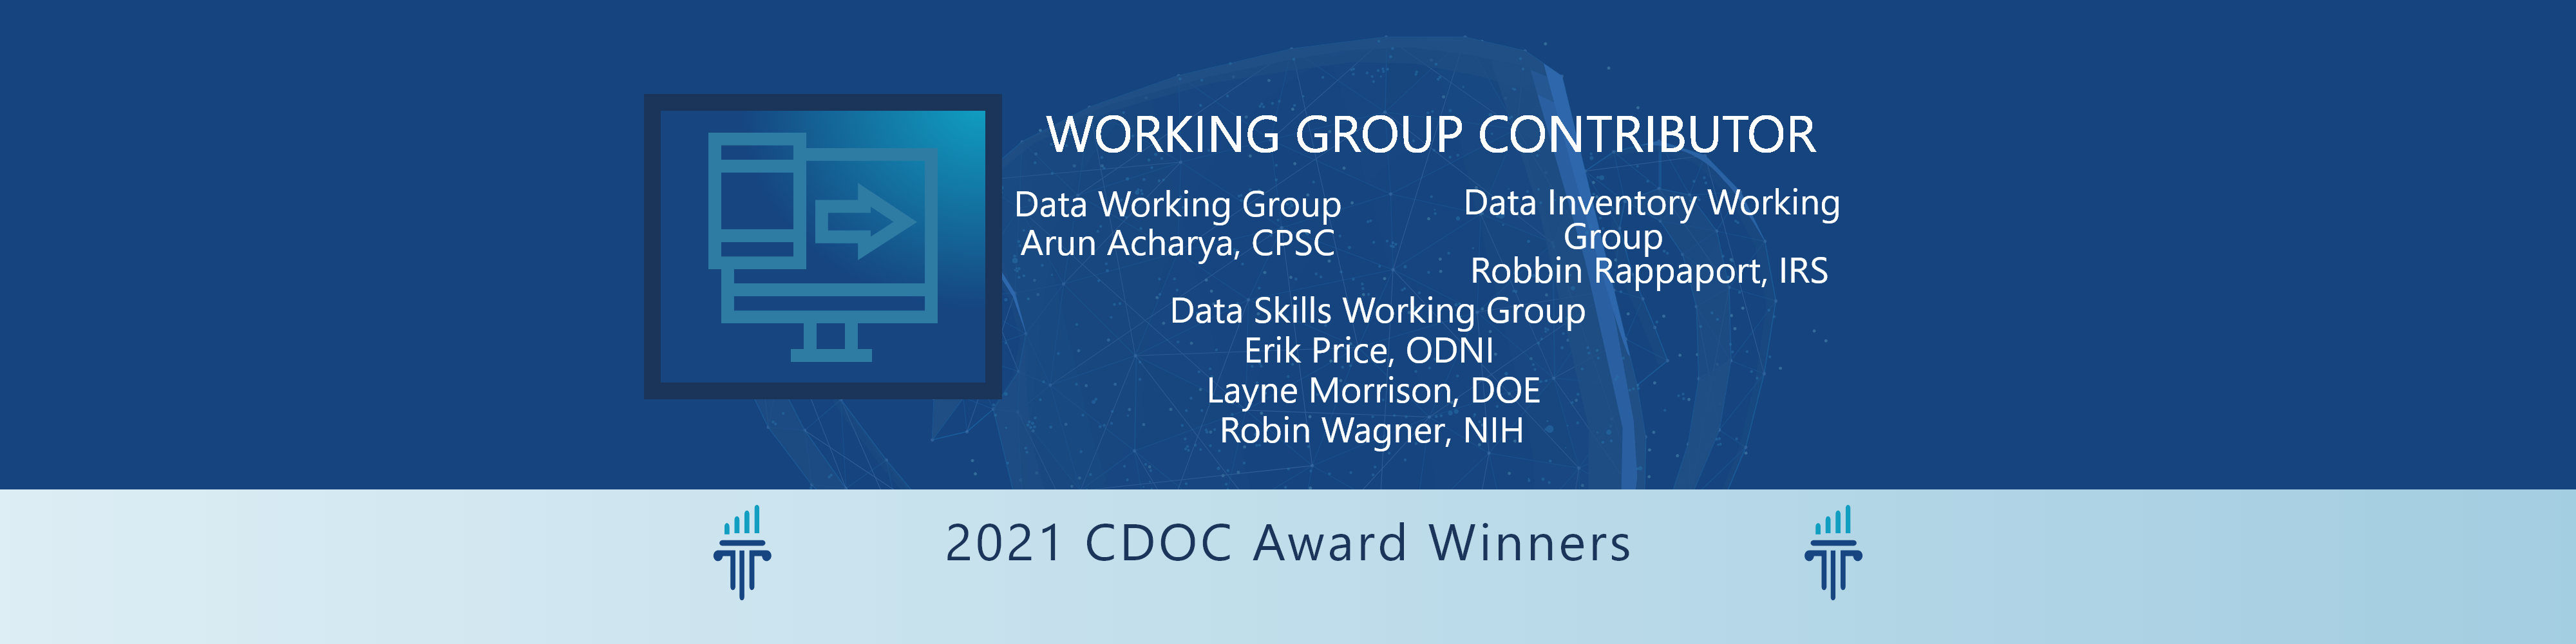 WORKING GROUP CONTRIBUTOR
Data Working Group
Arun Acharya, CPSC
Data Inventory Working
Group
Robbin Rappaport, IRS
Data Skills Working Group
Erik Price, ODNI
Layne Morrison, DOE
Robin Wagner, NIH
2021 CDOC Award Winners